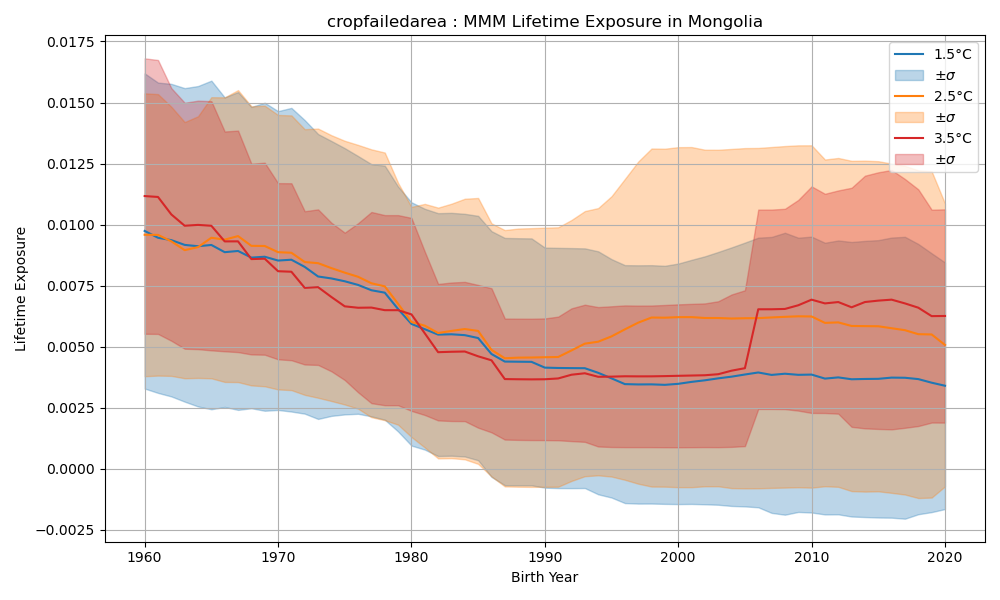 cropfailedarea : MMM Lifetime Exposure in Mongolia
0.0175
0.0150
0.0125
0.0100
0.0075
0.0050
0.0025
0.0000
−0.0025
Lifetime Exposure
1960 1970 1980 1990 2000 2010 2020
Birth Year
1.5°C
±σ
2.5°C
±σ
3.5°C
±σ